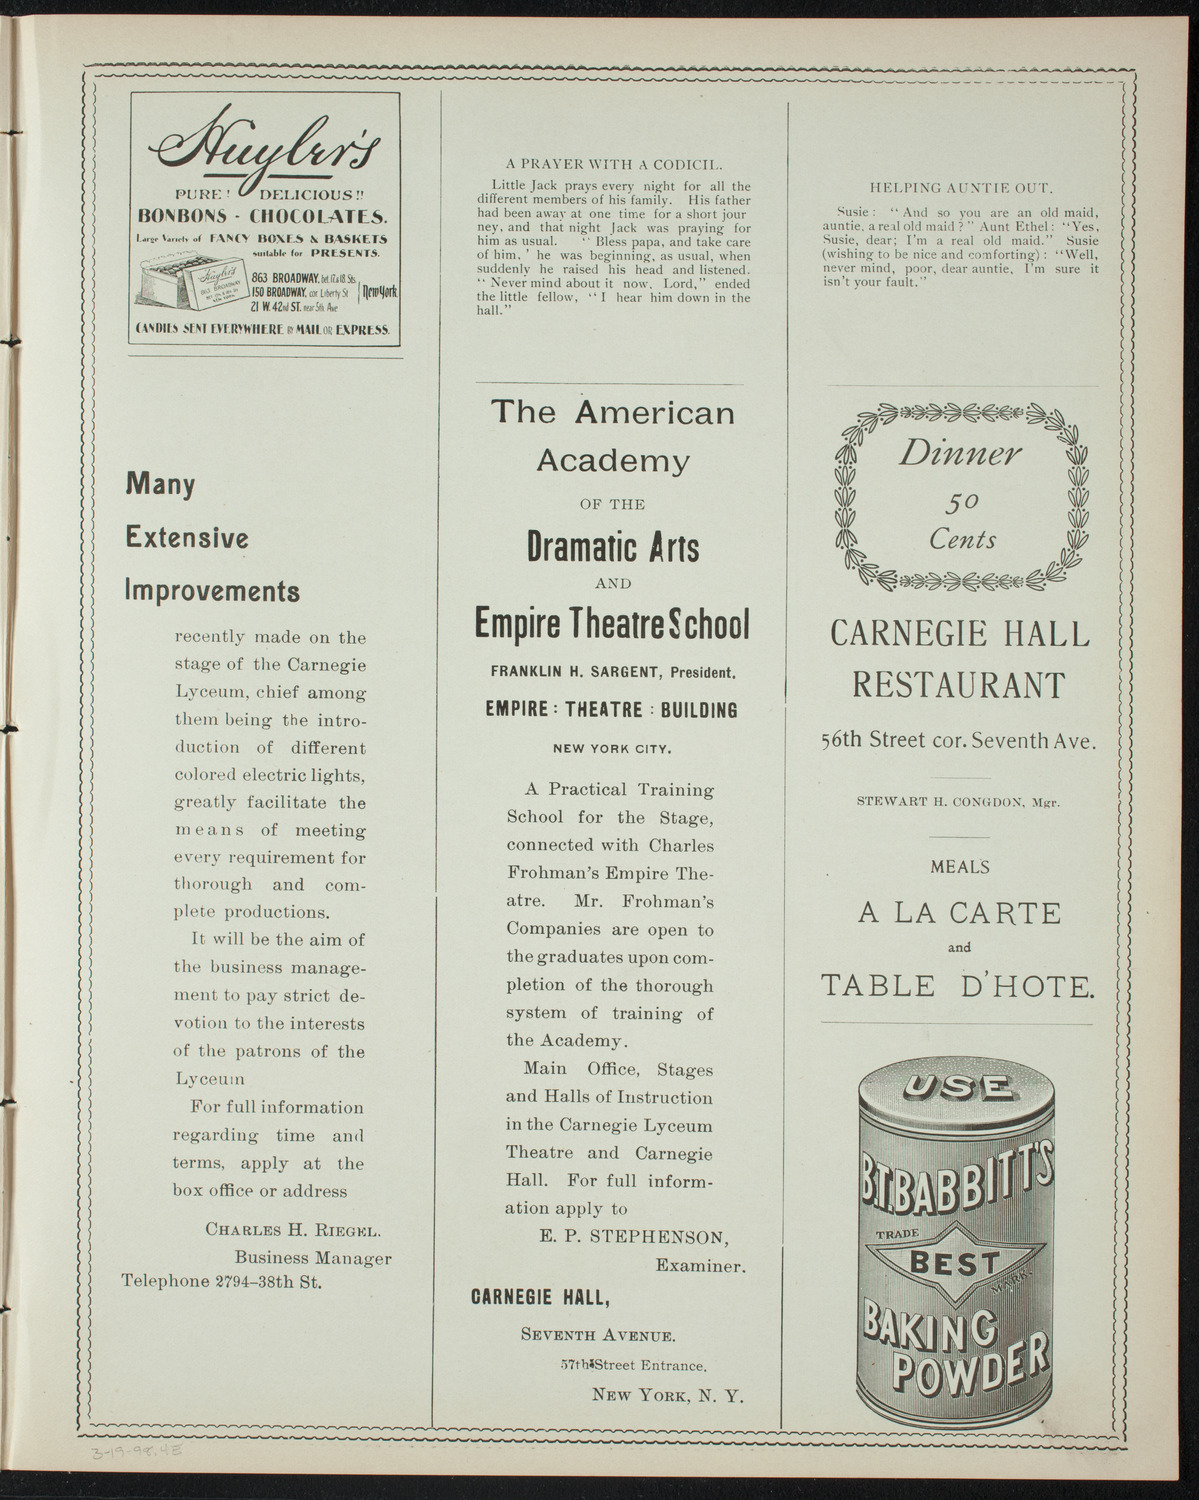 Huyler's
PURE! DELICIOUS!!
BONBONS - CHOCOLATES.
Large Variety of FANCY BOXES & BASKETS
suitable for PRESENTS.
Huyler's
863 BROADWAY
NEW YORK
863 BROADWAY, bet. 17 & 18 Sts.
150 BROADWAY, cor Liberty St
21 W. 42nd ST. near 5th Ave
New York.
CANDIES SENT EVERYWHERE BY MAIL OR EXPRESS.
Many
Extensive
Improvements
recently made on the
stage of the Carnegie
Lyceum, chief among
them being the intro-
duction of different
colored electric lights,
greatly facilitate the
means of meeting
every requirement for
thorough and com-
plete productions.
It will be the aim of
the business manage-
ment to pay strict de-
votion to the interests
of the patrons of the
Lyceum
For full information
regarding time and
terms, apply at the
box office or address
CHARLES H. RIEGEL.
Business Manager
Telephone 2794–38th St.
A PRAYER WITH A CODICIL.
Little Jack prays every night for all the
different members of his family. His father
had been away at one time for a short jour
ney, and that night Jack was praying for
him as usual. “Bless papa, and take care
of him,’ he was beginning, as usual, when
suddenly he raised his head and listened.
“Never mind about it now, Lord,” ended
the little fellow, “I hear him down in the
hall.”
The American
Academy
OF THE
Dramatic Arts
AND
Empire Theatre School
FRANKLIN H. SARGENT, President.
EMPIRE : THEATRE : BUILDING
NEW YORK CITY.
A Practical Training
School for the Stage,
connected with Charles
Frohman's Empire The-
atre. Mr. Frohman's
Companies are open to
the graduates upon com-
pletion of the thorough
system of training of
the Academy.
Main Office, Stages
and Halls of Instruction
in the Carnegie Lyceum
Theatre and Carnegie
Hall. For full inform-
ation apply to
E. P. STEPHENSON,
Examiner.
CARNEGIE HALL,
SEVENTH AVENUE.
57th Street Entrance,
NEW YORK, N. Y.
HELPING AUNTIE OUT.
Susie: “And so you are an old maid,
auntie, a real old maid?” Aunt Ethel: “Yes,
Susie, dear; I'm a real old maid.” Susie
(wishing to be nice and comforting): “Well,
never mind, poor, dear auntie, I'm sure it
isn't your fault.”
Dinner
50
Cents
CARNEGIE HALL
RESTAURANT
56th Street cor. Seventh Ave.
STEWART H. CONGDON, Mgr.
MEALS
A LA CARTE
and
TABLE D'HOTE.
USE
B.T. BABBITT'S
TRADE
BEST
MARK
BAKING
POWDER
3-19-98.4E